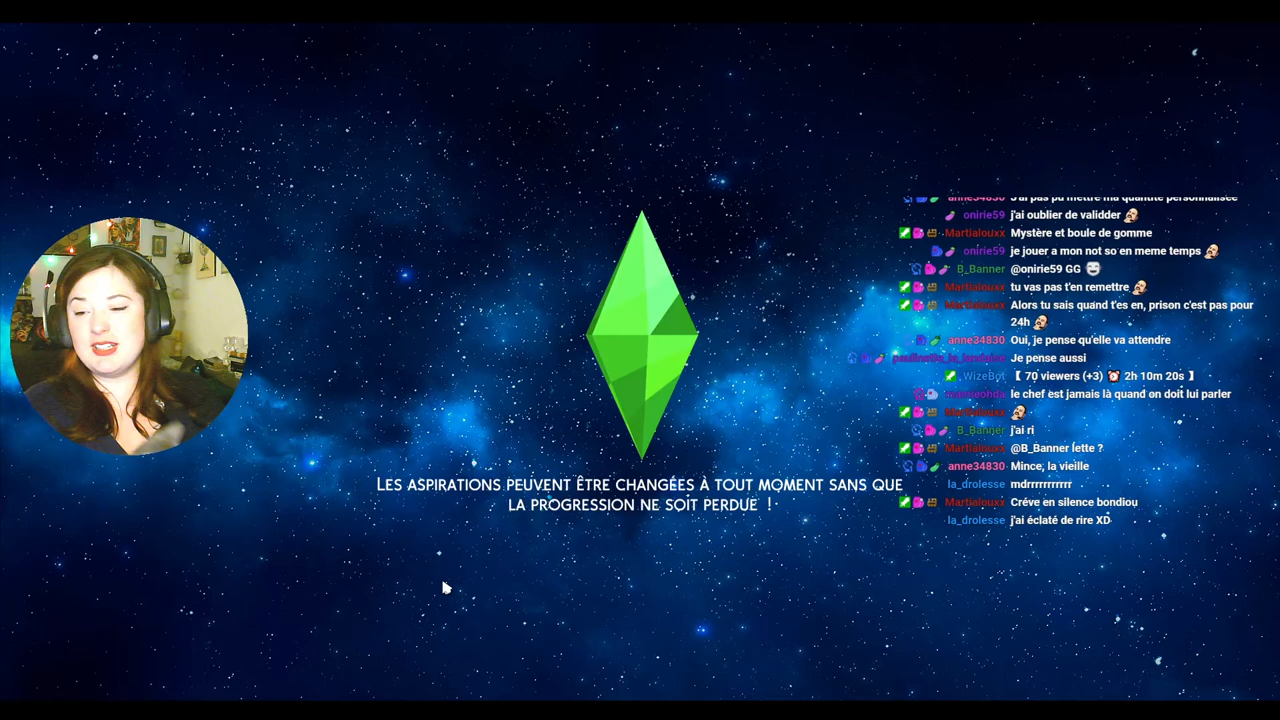 onirie59 j'ai oublier de validder
Martialouxx Mystère et boule de gomme
onirie59 je jouer a mon not so en meme temps
B_Banner @onirie59 GG
Martialouxx tu vas pas t'en remettre
Martialouxx Alors tu sais quand t'es en, prison c'est pas pour
24h
anne34830 Oui, je pense qu'elle va attendre
Je pense aussi
WizeBot 【 70 viewers (+3) ⏰ 2h 10m 20s 】
le chef est jamais là quand on doit lui parler
Martialouxx
B_Banner j'ai ri
Martialouxx @B_Banner lette ?
anne34830 Mince, la vieille
la_drolesse mdrrrrrrrrrr
Martialouxx Créve en silence bondiou
la_drolesse j'ai éclaté de rire XD
LES ASPIRATIONS PEUVENT ÊTRE CHANGÉES À TOUT MOMENT SANS QUE
LA PROGRESSION NE SOIT PERDUE !